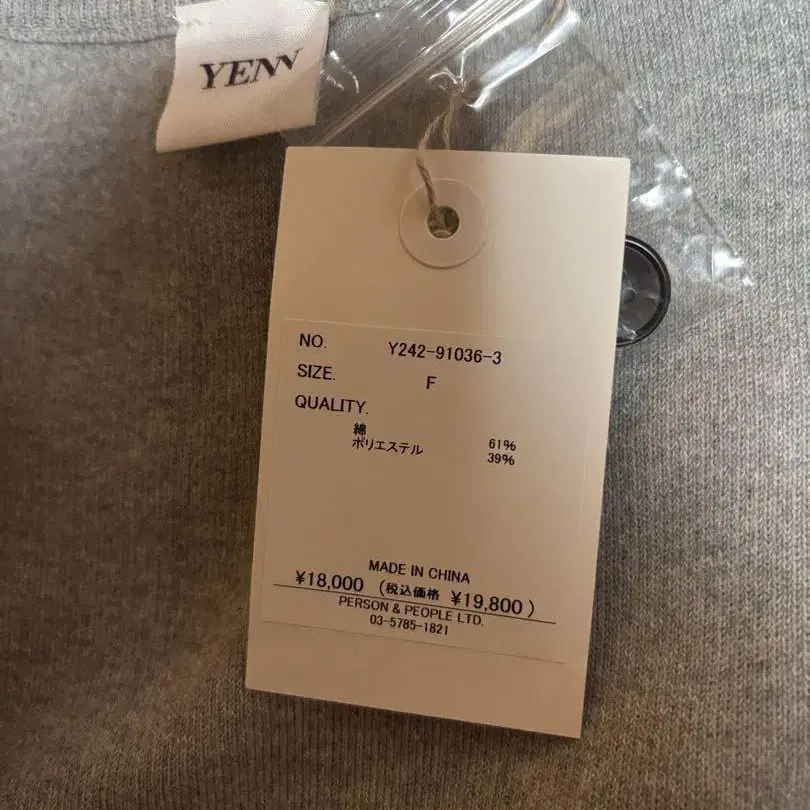 YENN
NO. Y242-91036-3
SIZE. F
QUALITY.
綿 61%
ポリエステル 39%
MADE IN CHINA
¥18,000 (税込価格 ¥19,800)
PERSON & PEOPLE LTD.
03-5785-1821